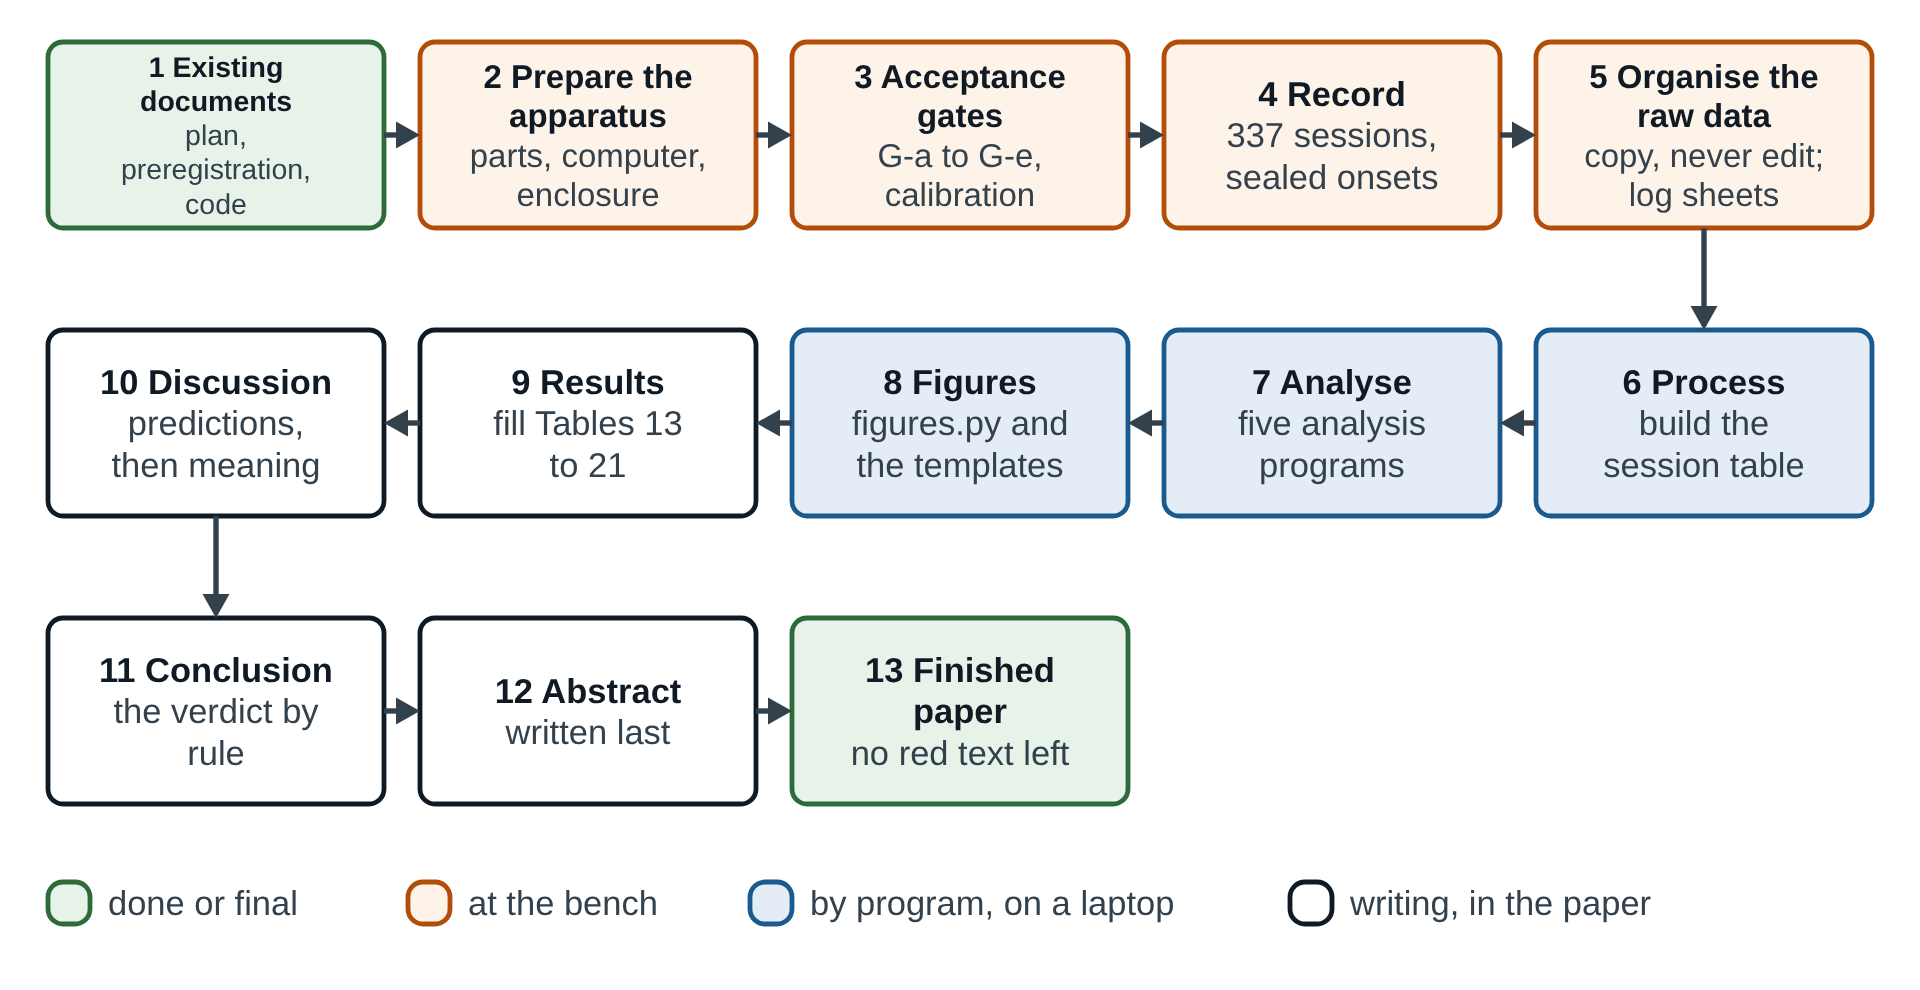 1 Existing
documents
plan,
preregistration,
code
2 Prepare the
apparatus
parts, computer,
enclosure
3 Acceptance
gates
G-a to G-e,
calibration
4 Record
337 sessions,
sealed onsets
5 Organise the
raw data
copy, never edit;
log sheets
6 Process
build the
session table
7 Analyse
five analysis
programs
8 Figures
figures.py and
the templates
9 Results
fill Tables 13
to 21
10 Discussion
predictions,
then meaning
11 Conclusion
the verdict by
rule
12 Abstract
written last
13 Finished
paper
no red text left
done or final
at the bench
by program, on a laptop
writing, in the paper